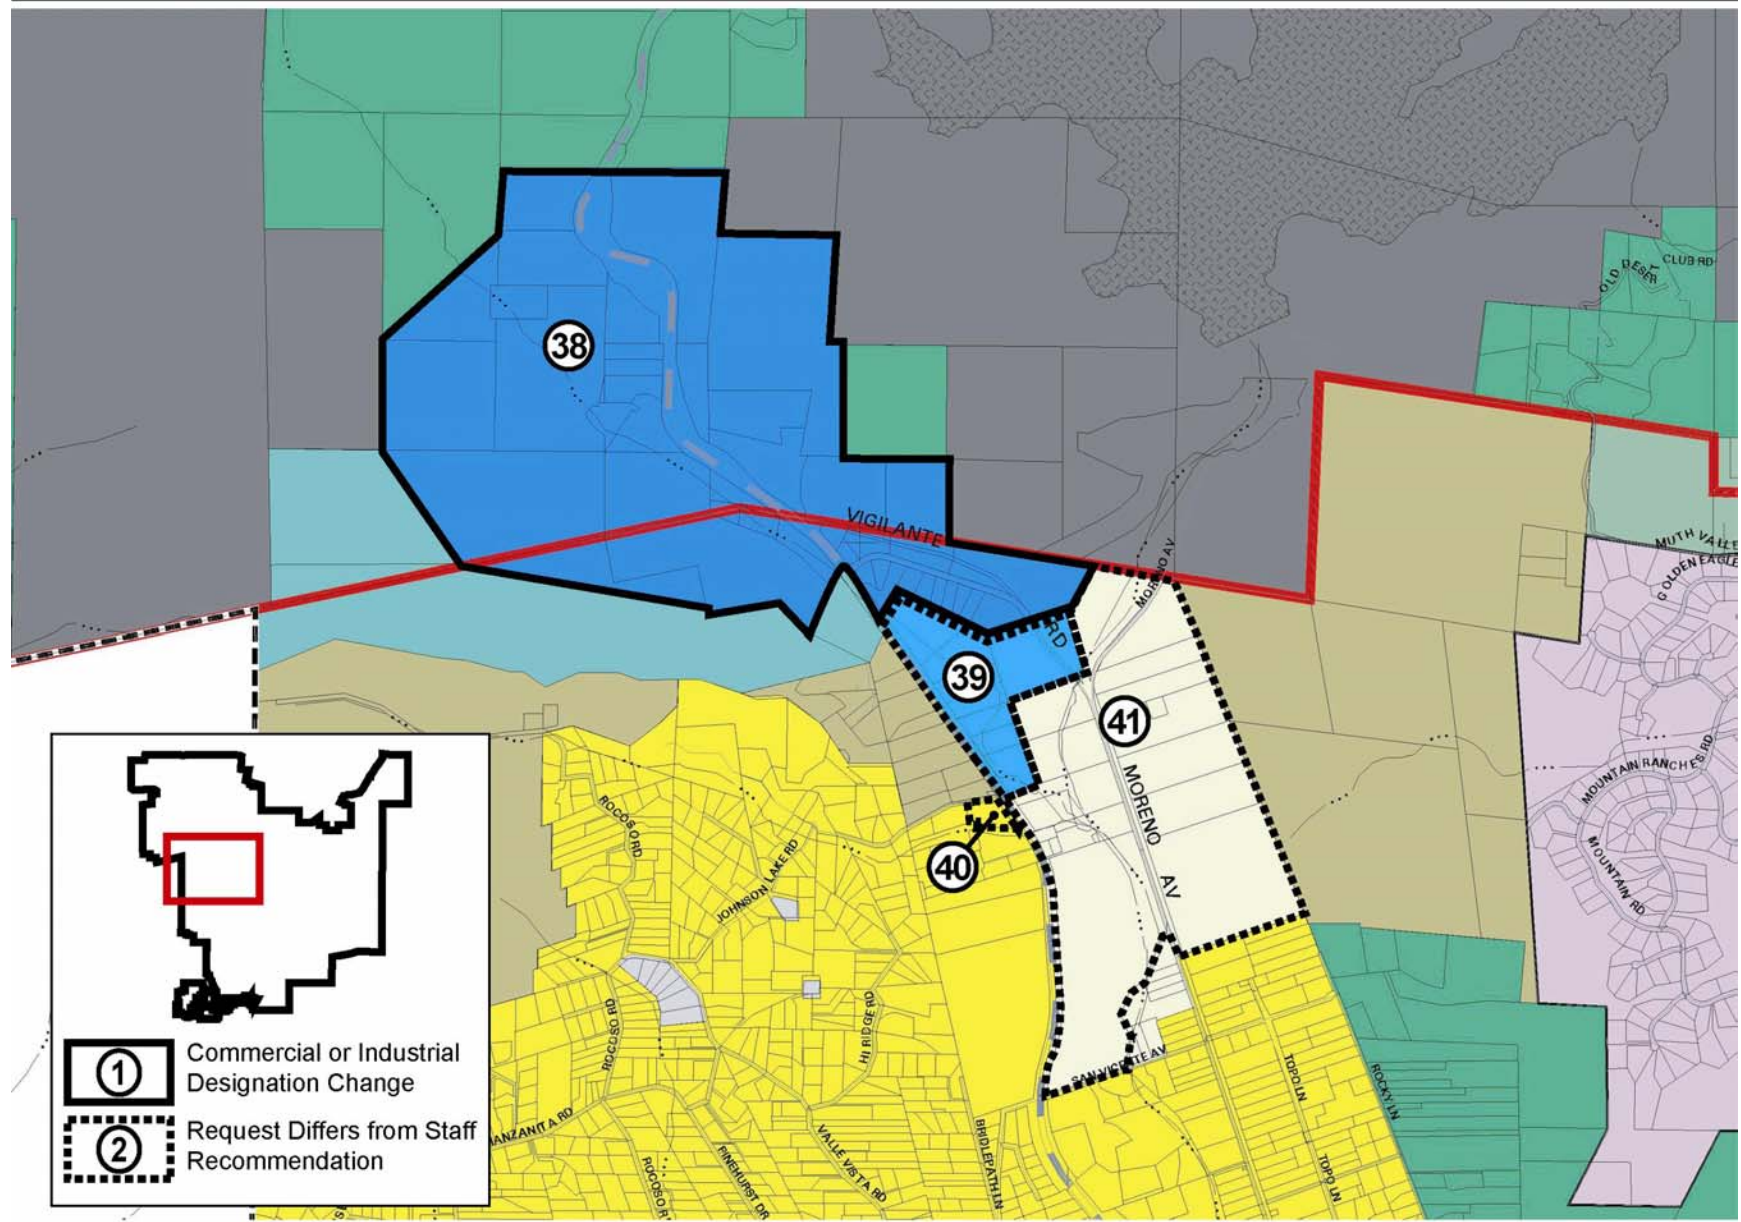 CLUB RD
OLD DESERT
38
VIGILANTE
RD
MORENO AV
MUTH VALLE
GOLDEN EAGLE
39
41
MORENO AV
MOUNTAIN RANCHES RD
MOUNTAIN RD
ROCOSO RD
JOHNSON LAKE RD
40
HI RIDGE RD
ROCOSO RD
SAN VICENTE AV
TOPO LN
ROCKY LN
1
Commercial or Industrial
Designation Change
2
Request Differs from Staff
Recommendation
MANZANITA RD
ROCOSO R
PINEHURST DR
VALLE VISTA RD
BRIDLEPATH LN
TOPO LN